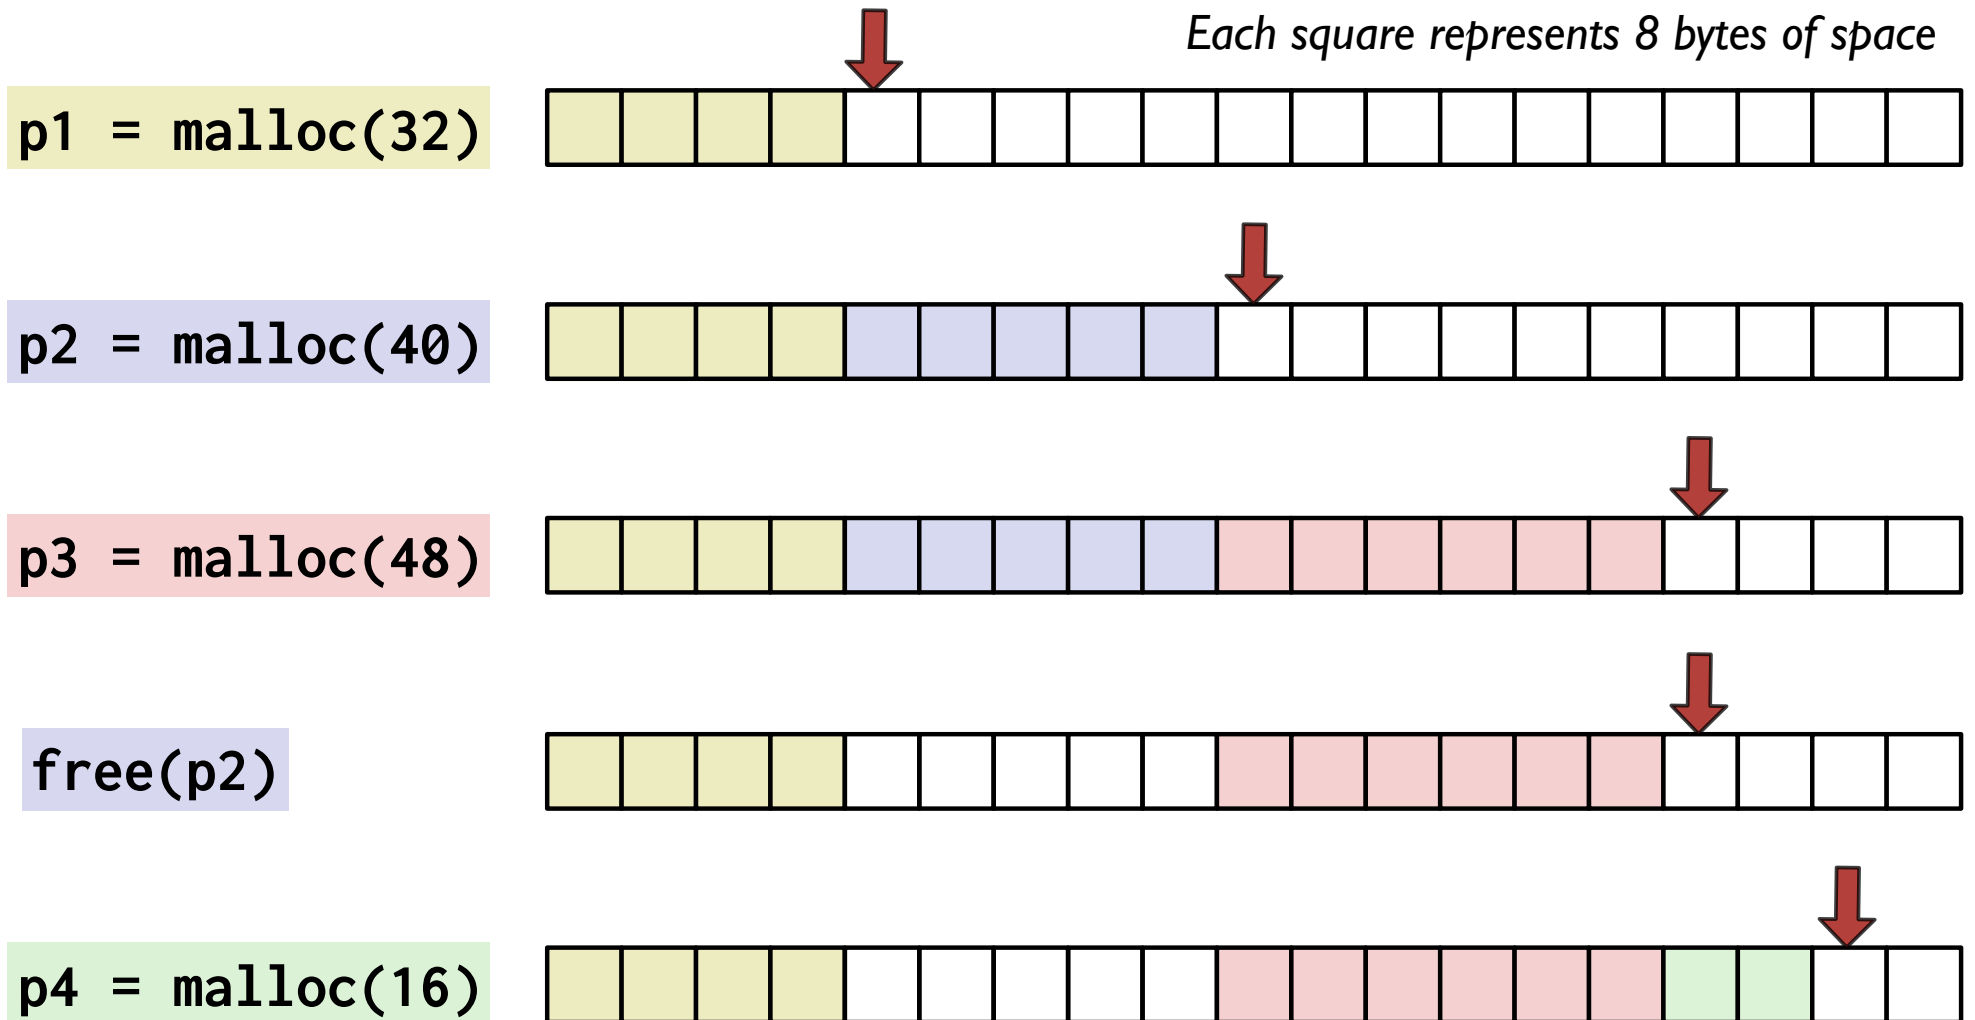 Each square represents 8 bytes of space
p1 = malloc(32)
p2 = malloc(40)
p3 = malloc(48)
free(p2)
p4 = malloc(16)